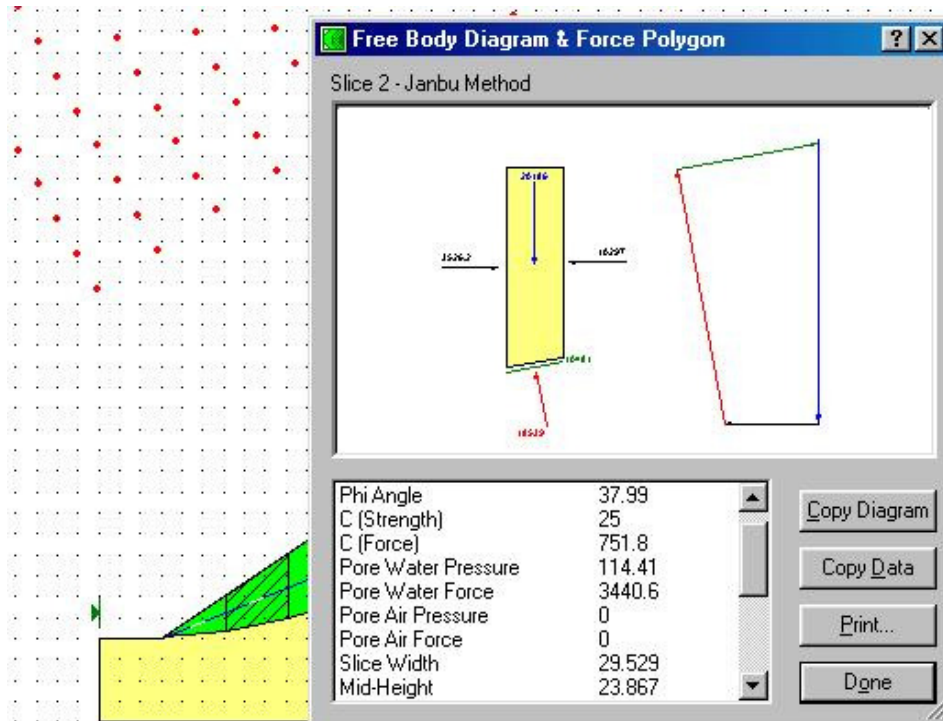 Free Body Diagram & Force Polygon
Slice 2 - Janbu Method
Phi Angle 37.99
C (Strength) 25
C (Force) 751.8
Pore Water Pressure 114.41
Pore Water Force 3440.6
Pore Air Pressure 0
Pore Air Force 0
Slice Width 29.529
Mid-Height 23.867
Copy Diagram
Copy Data
Print...
Done